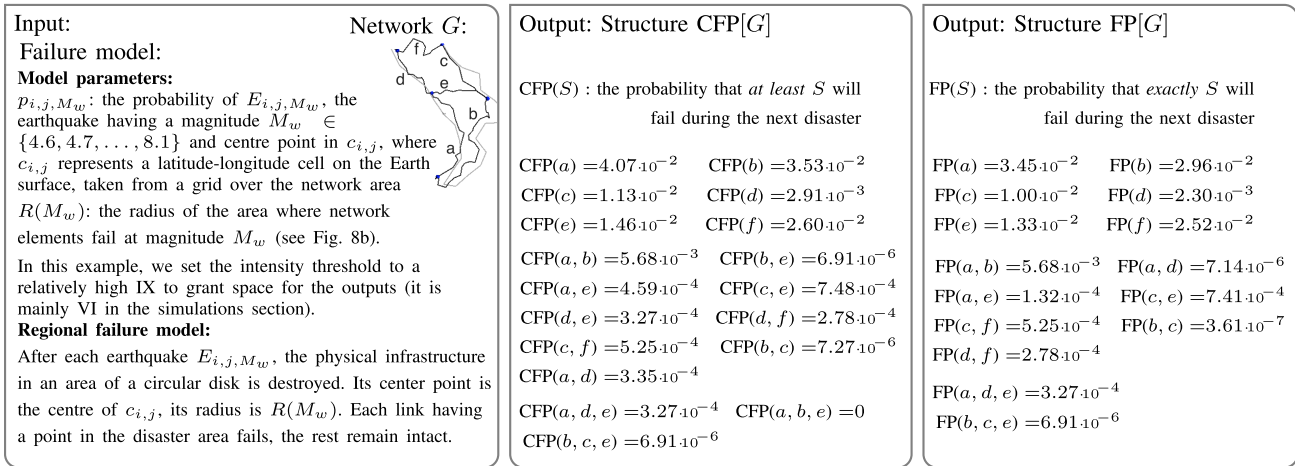 Input:
Network G:
Failure model:
Model parameters:
p_{i,j,M_w}: the probability of E_{i,j,M_w}, the
earthquake having a magnitude M_w ∈
{4.6, 4.7, . . . , 8.1} and centre point in c_{i,j}, where
c_{i,j} represents a latitude-longitude cell on the Earth
surface, taken from a grid over the network area
R(M_w): the radius of the area where network
elements fail at magnitude M_w (see Fig. 8b).
In this example, we set the intensity threshold to a
relatively high IX to grant space for the outputs (it is
mainly VI in the simulations section).
Regional failure model:
After each earthquake E_{i,j,M_w}, the physical infrastructure
in an area of a circular disk is destroyed. Its center point is
the centre of c_{i,j}, its radius is R(M_w). Each link having
a point in the disaster area fails, the rest remain intact.
f
c
d
e
b
a
Output: Structure CFP[G]
CFP(S) : the probability that at least S will
fail during the next disaster
CFP(a) =4.07·10⁻² CFP(b) =3.53·10⁻²
CFP(c) =1.13·10⁻² CFP(d) =2.91·10⁻³
CFP(e) =1.46·10⁻² CFP(f) =2.60·10⁻²
CFP(a, b) =5.68·10⁻³ CFP(b, e) =6.91·10⁻⁶
CFP(a, e) =4.59·10⁻⁴ CFP(c, e) =7.48·10⁻⁴
CFP(d, e) =3.27·10⁻⁴ CFP(d, f) =2.78·10⁻⁴
CFP(c, f) =5.25·10⁻⁴ CFP(b, c) =7.27·10⁻⁶
CFP(a, d) =3.35·10⁻⁴
CFP(a, d, e) =3.27·10⁻⁴ CFP(a, b, e) =0
CFP(b, c, e) =6.91·10⁻⁶
Output: Structure FP[G]
FP(S) : the probability that exactly S will
fail during the next disaster
FP(a) =3.45·10⁻² FP(b) =2.96·10⁻²
FP(c) =1.00·10⁻² FP(d) =2.30·10⁻³
FP(e) =1.33·10⁻² FP(f) =2.52·10⁻²
FP(a, b) =5.68·10⁻³ FP(a, d) =7.14·10⁻⁶
FP(a, e) =1.32·10⁻⁴ FP(c, e) =7.41·10⁻⁴
FP(c, f) =5.25·10⁻⁴ FP(b, c) =3.61·10⁻⁷
FP(d, f) =2.78·10⁻⁴
FP(a, d, e) =3.27·10⁻⁴
FP(b, c, e) =6.91·10⁻⁶